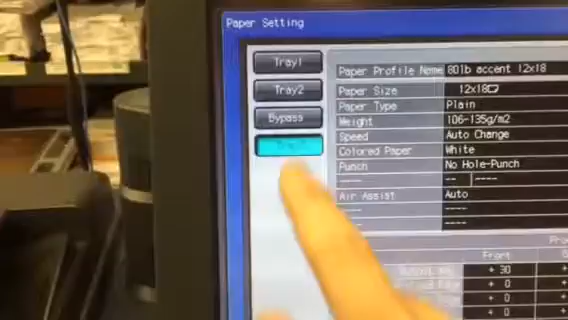 Paper Setting
Tray1
Tray2
Bypass
Paper Profile Name 80lb accent 12x18
Paper Size 12x18
Paper Type Plain
Weight 106-135g/m2
Speed Auto Change
Colored Paper White
Punch No Hole-Punch
---- -- ----
Air Assist Auto
---- ----
---- ----
Front
+ 30
+ 0
+ 0
+ 0